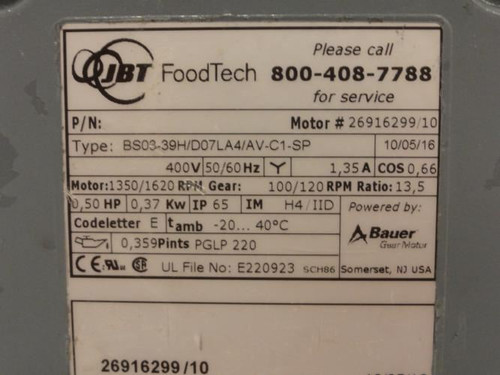 Please call
JBT FoodTech 800-408-7788
for service
P/N: Motor # 26916299/10
Type: BS03-39H/D07LA4/AV-C1-SP 10/05/16
400V 50/60 Hz Y 1,35 A COS 0,66
Motor: 1350/1620 RPM Gear: 100/120 RPM Ratio: 13,5
0,50 HP 0,37 Kw IP 65 IM H4/IID Powered by:
Codeletter E tamb -20... 40°C Bauer
Gear Motor
0,359 Pints PGLP 220
CE UL File No: E220923 SCH86 Somerset, NJ USA
26916299/10